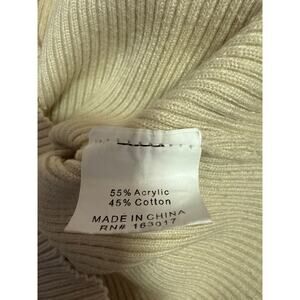 55% Acrylic
45% Cotton
MADE IN CHINA
RN# 163017